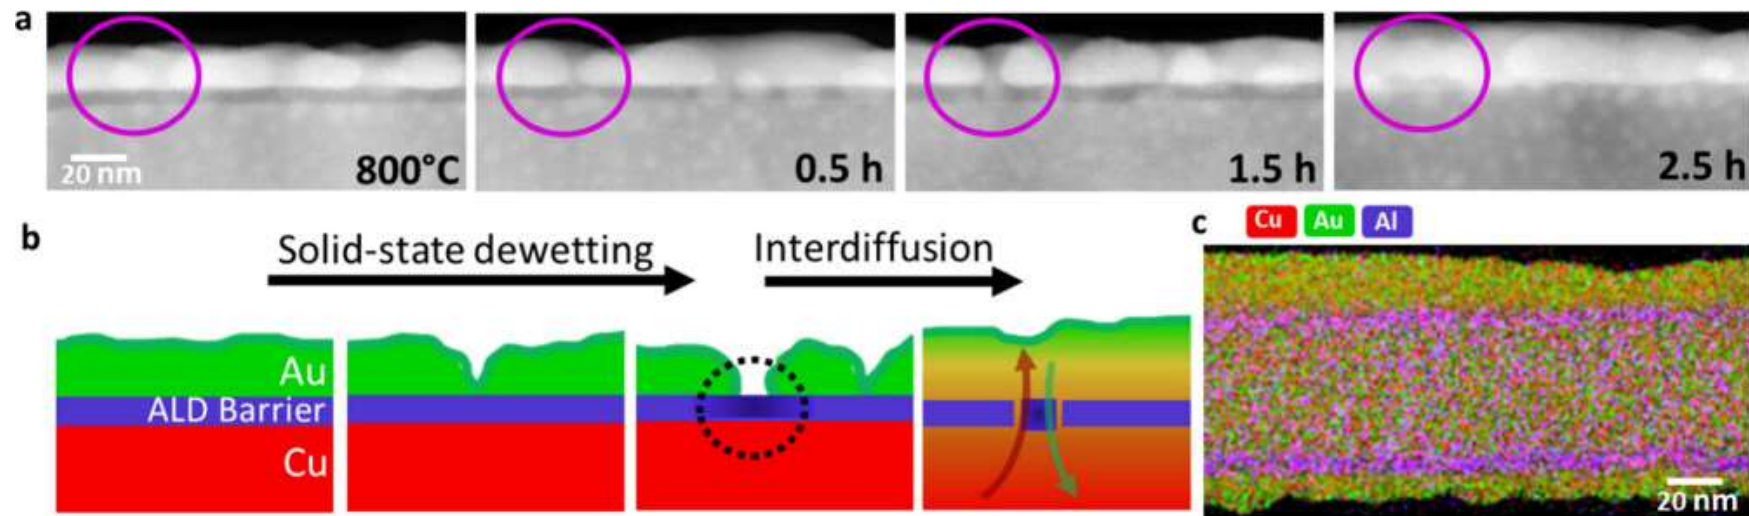 a
20 nm
800°C
0.5 h
1.5 h
2.5 h
b
Solid-state dewetting
Interdiffusion
Au
ALD Barrier
Cu
c
Cu
Au
Al
20 nm